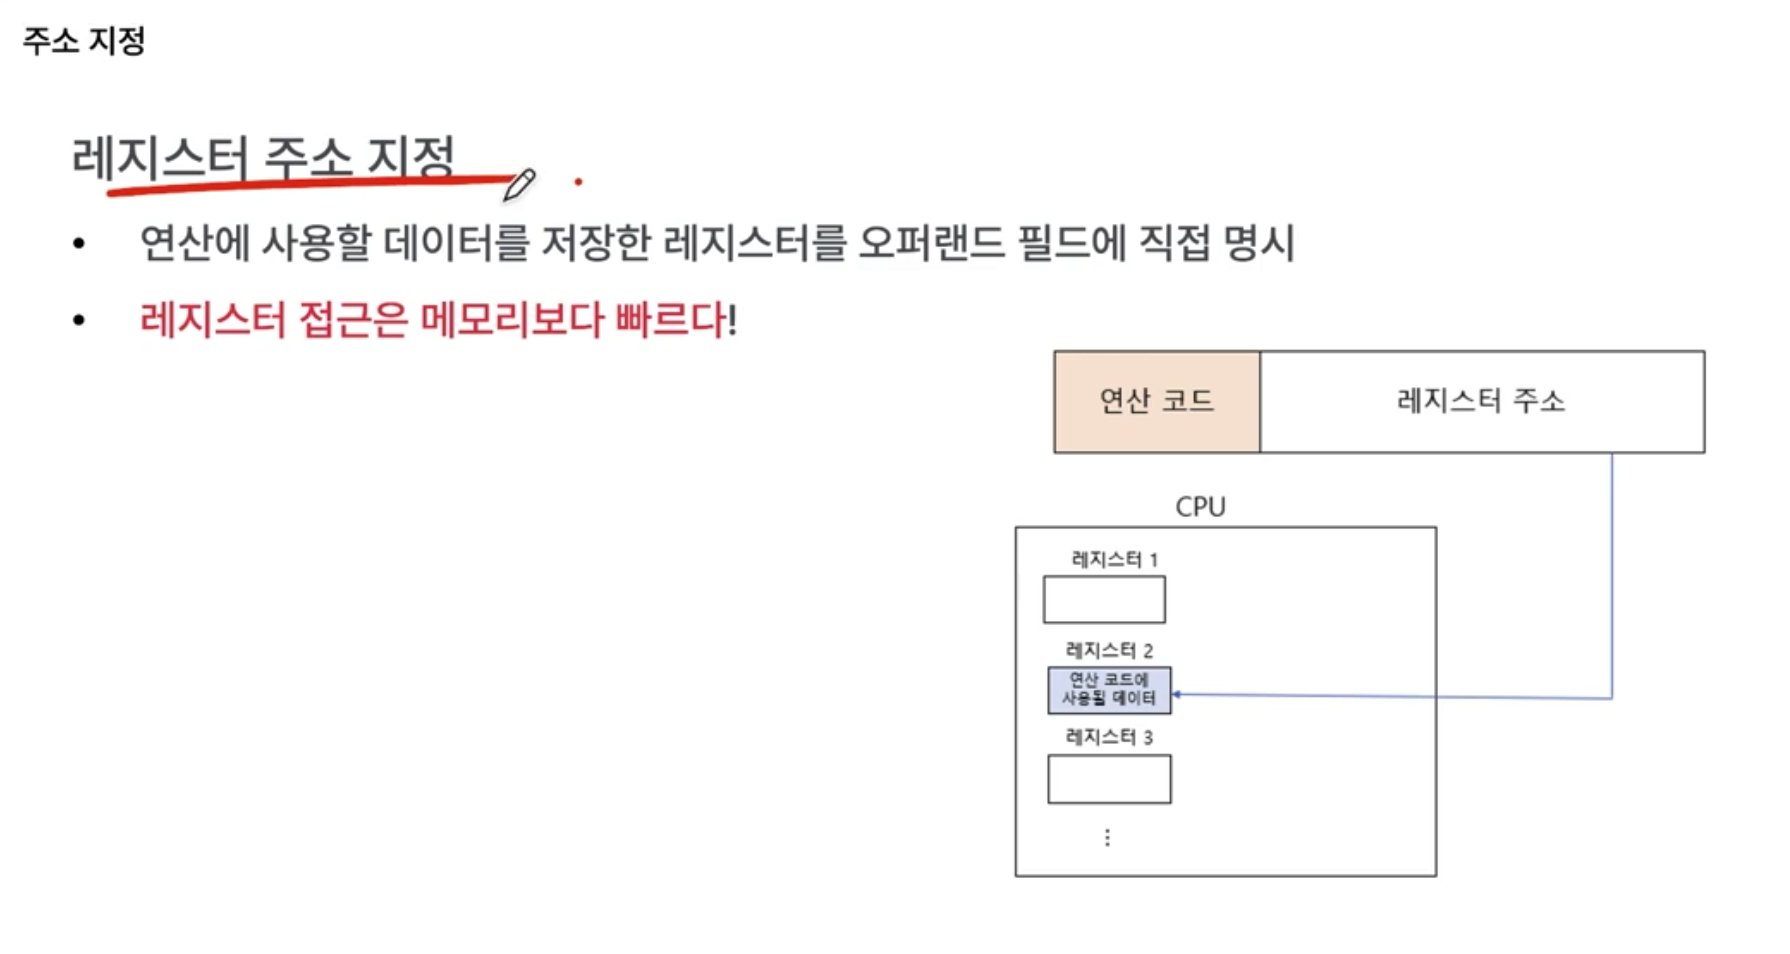 주소 지정
레지스터 주소 지정
• 연산에 사용할 데이터를 저장한 레지스터를 오퍼랜드 필드에 직접 명시
• 레지스터 접근은 메모리보다 빠르다!
연산 코드
레지스터 주소
CPU
레지스터 1
레지스터 2
연산 코드에
사용될 데이터
레지스터 3
⋮